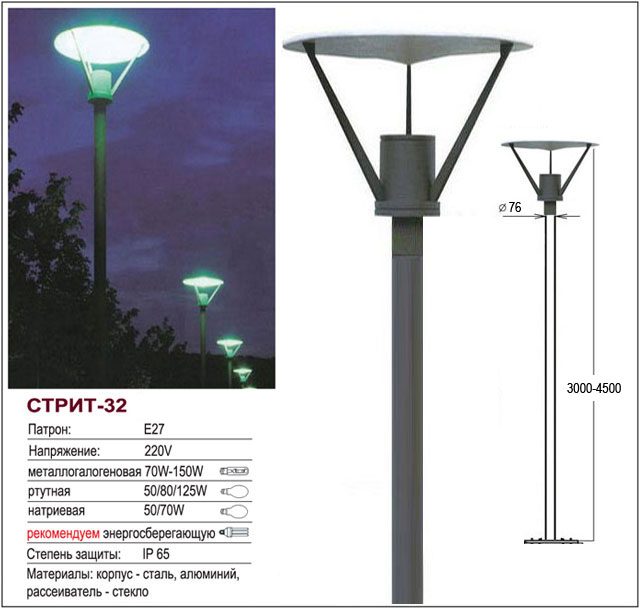 СТРИТ-32
Патрон: E27
Напряжение: 220V
металлогалогеновая 70W-150W
ртутная 50/80/125W
натриевая 50/70W
рекомендуем энергосберегающую
Степень защиты: IP 65
Материалы: корпус - сталь, алюминий,
рассеиватель - стекло
⌀76
3000-4500